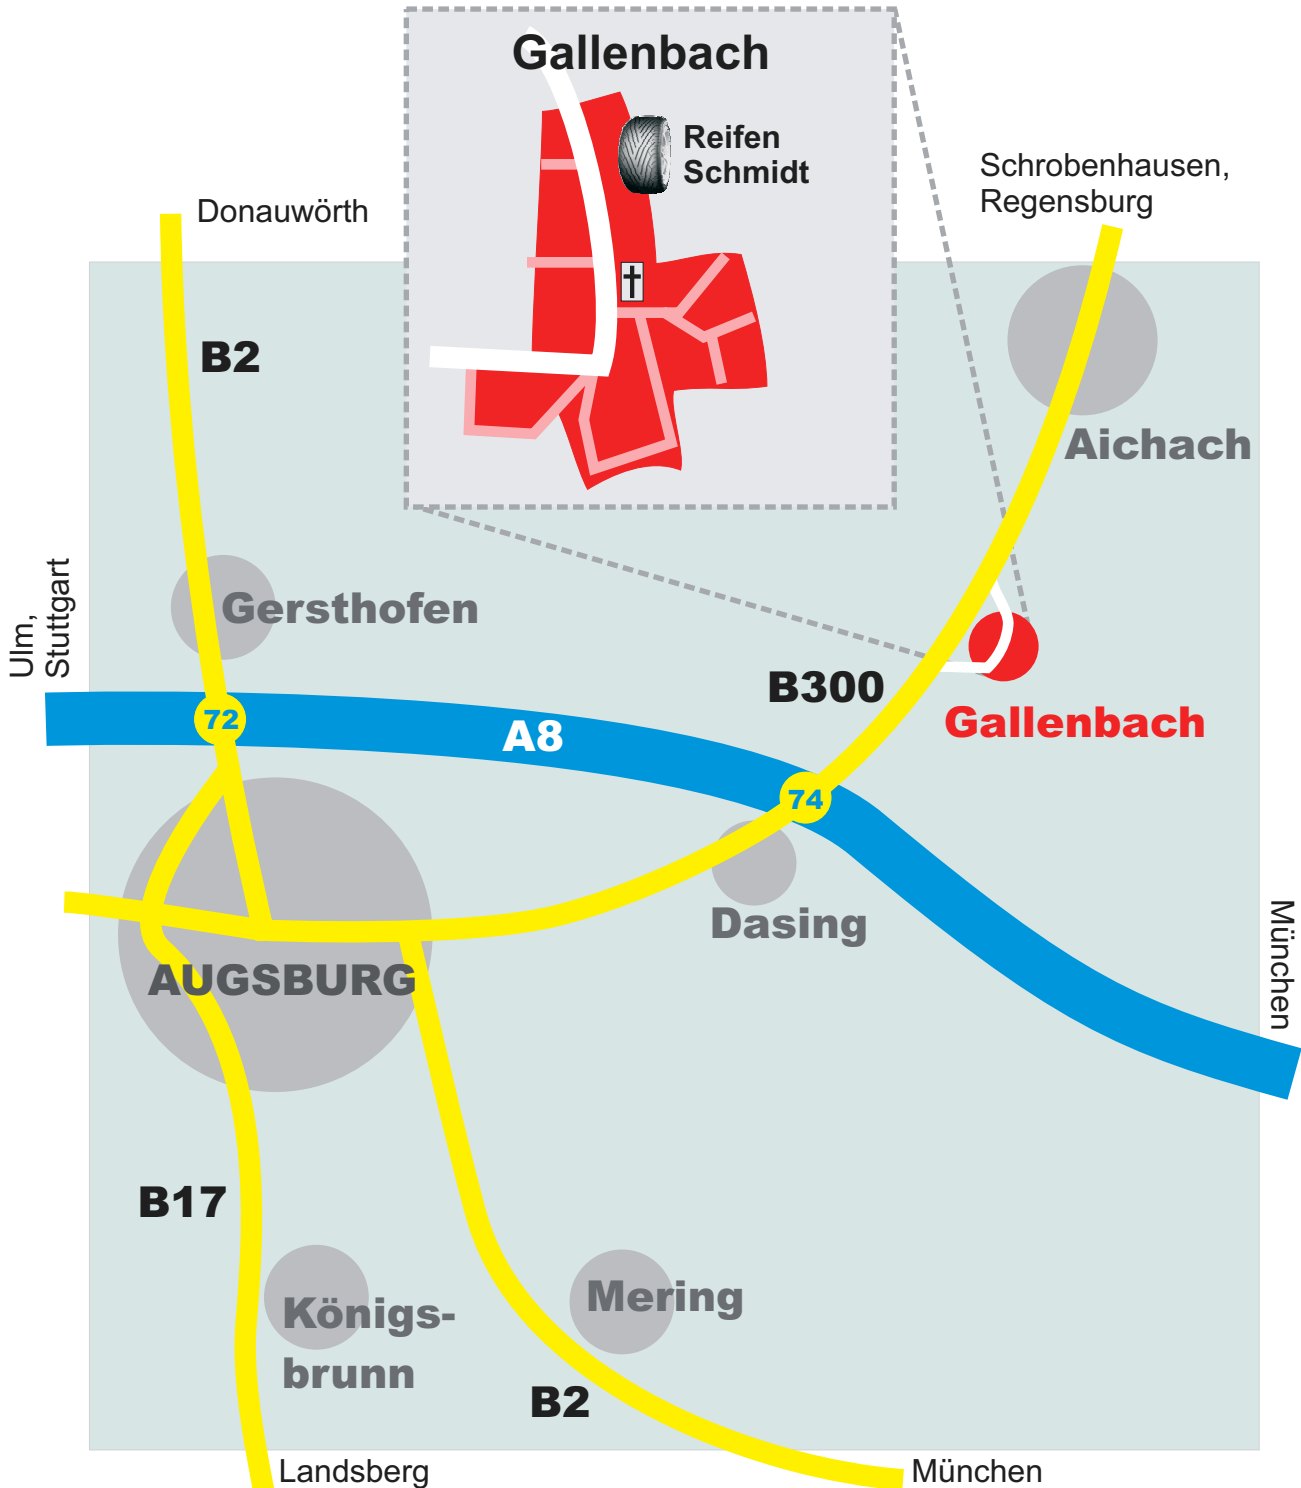 Gallenbach
Reifen
Schmidt
Schrobenhausen,
Regensburg
Donauwörth
B2
Aichach
Gersthofen
Ulm,
Stuttgart
B300
Gallenbach
72
A8
74
Dasing
München
AUGSBURG
B17
Königs-
brunn
Mering
B2
Landsberg
München